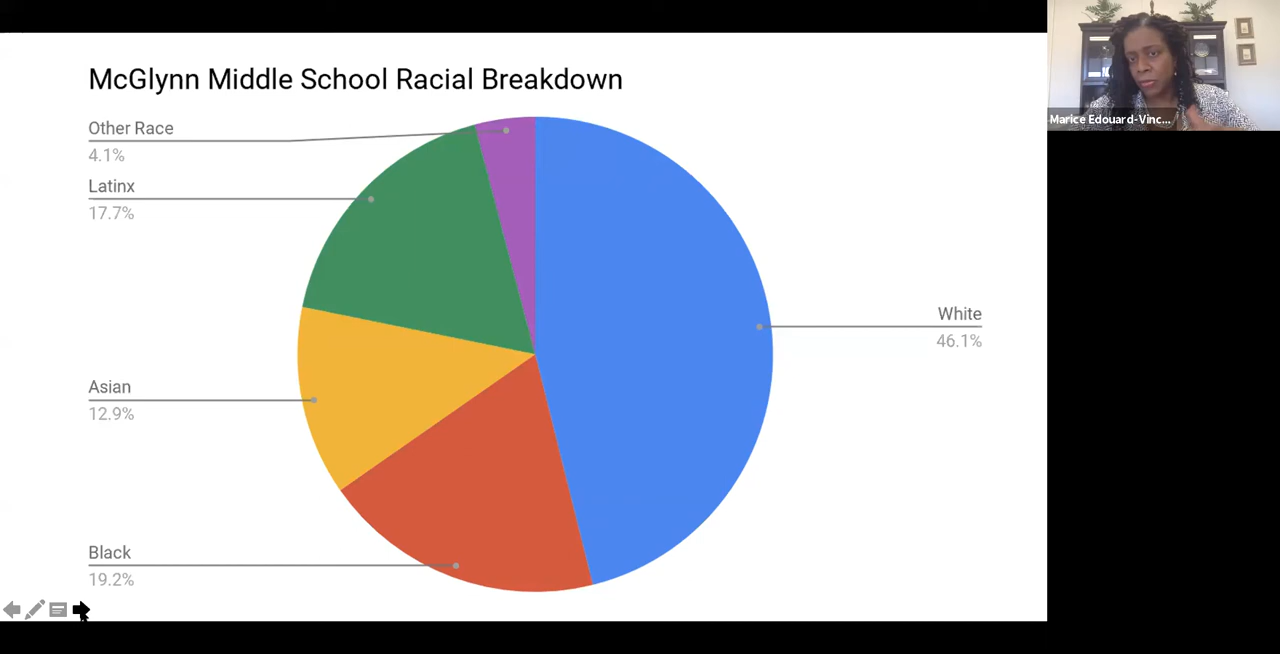 McGlynn Middle School Racial Breakdown
Other Race
4.1%
Latinx
17.7%
White
46.1%
Asian
12.9%
Black
19.2%
Marice Edouard-Vinc...